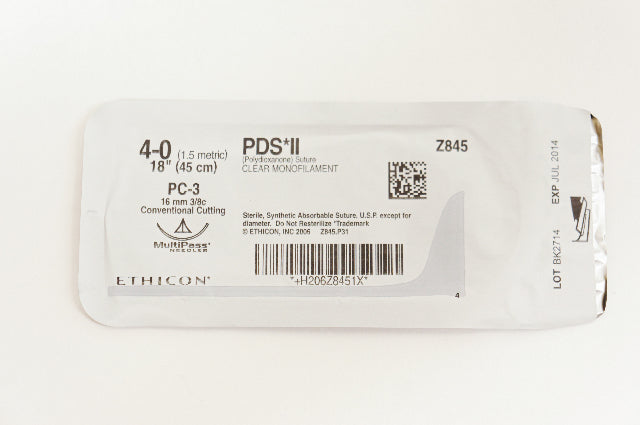 4-0 (1.5 metric)
18" (45 cm)
PC-3
16 mm 3/8c
Conventional Cutting
MultiPass*
NEEDLES
ETHICON*
PDS*II
(Polydioxanone) Suture
CLEAR MONOFILAMENT
Z845
Sterile, Synthetic Absorbable Suture, U.S.P. except for
diameter. Do Not Resterilize *Trademark
© ETHICON, INC 2006 Z845.P31
*+H206Z8451X*
4
LOT BK2714 EXP JUL 2014